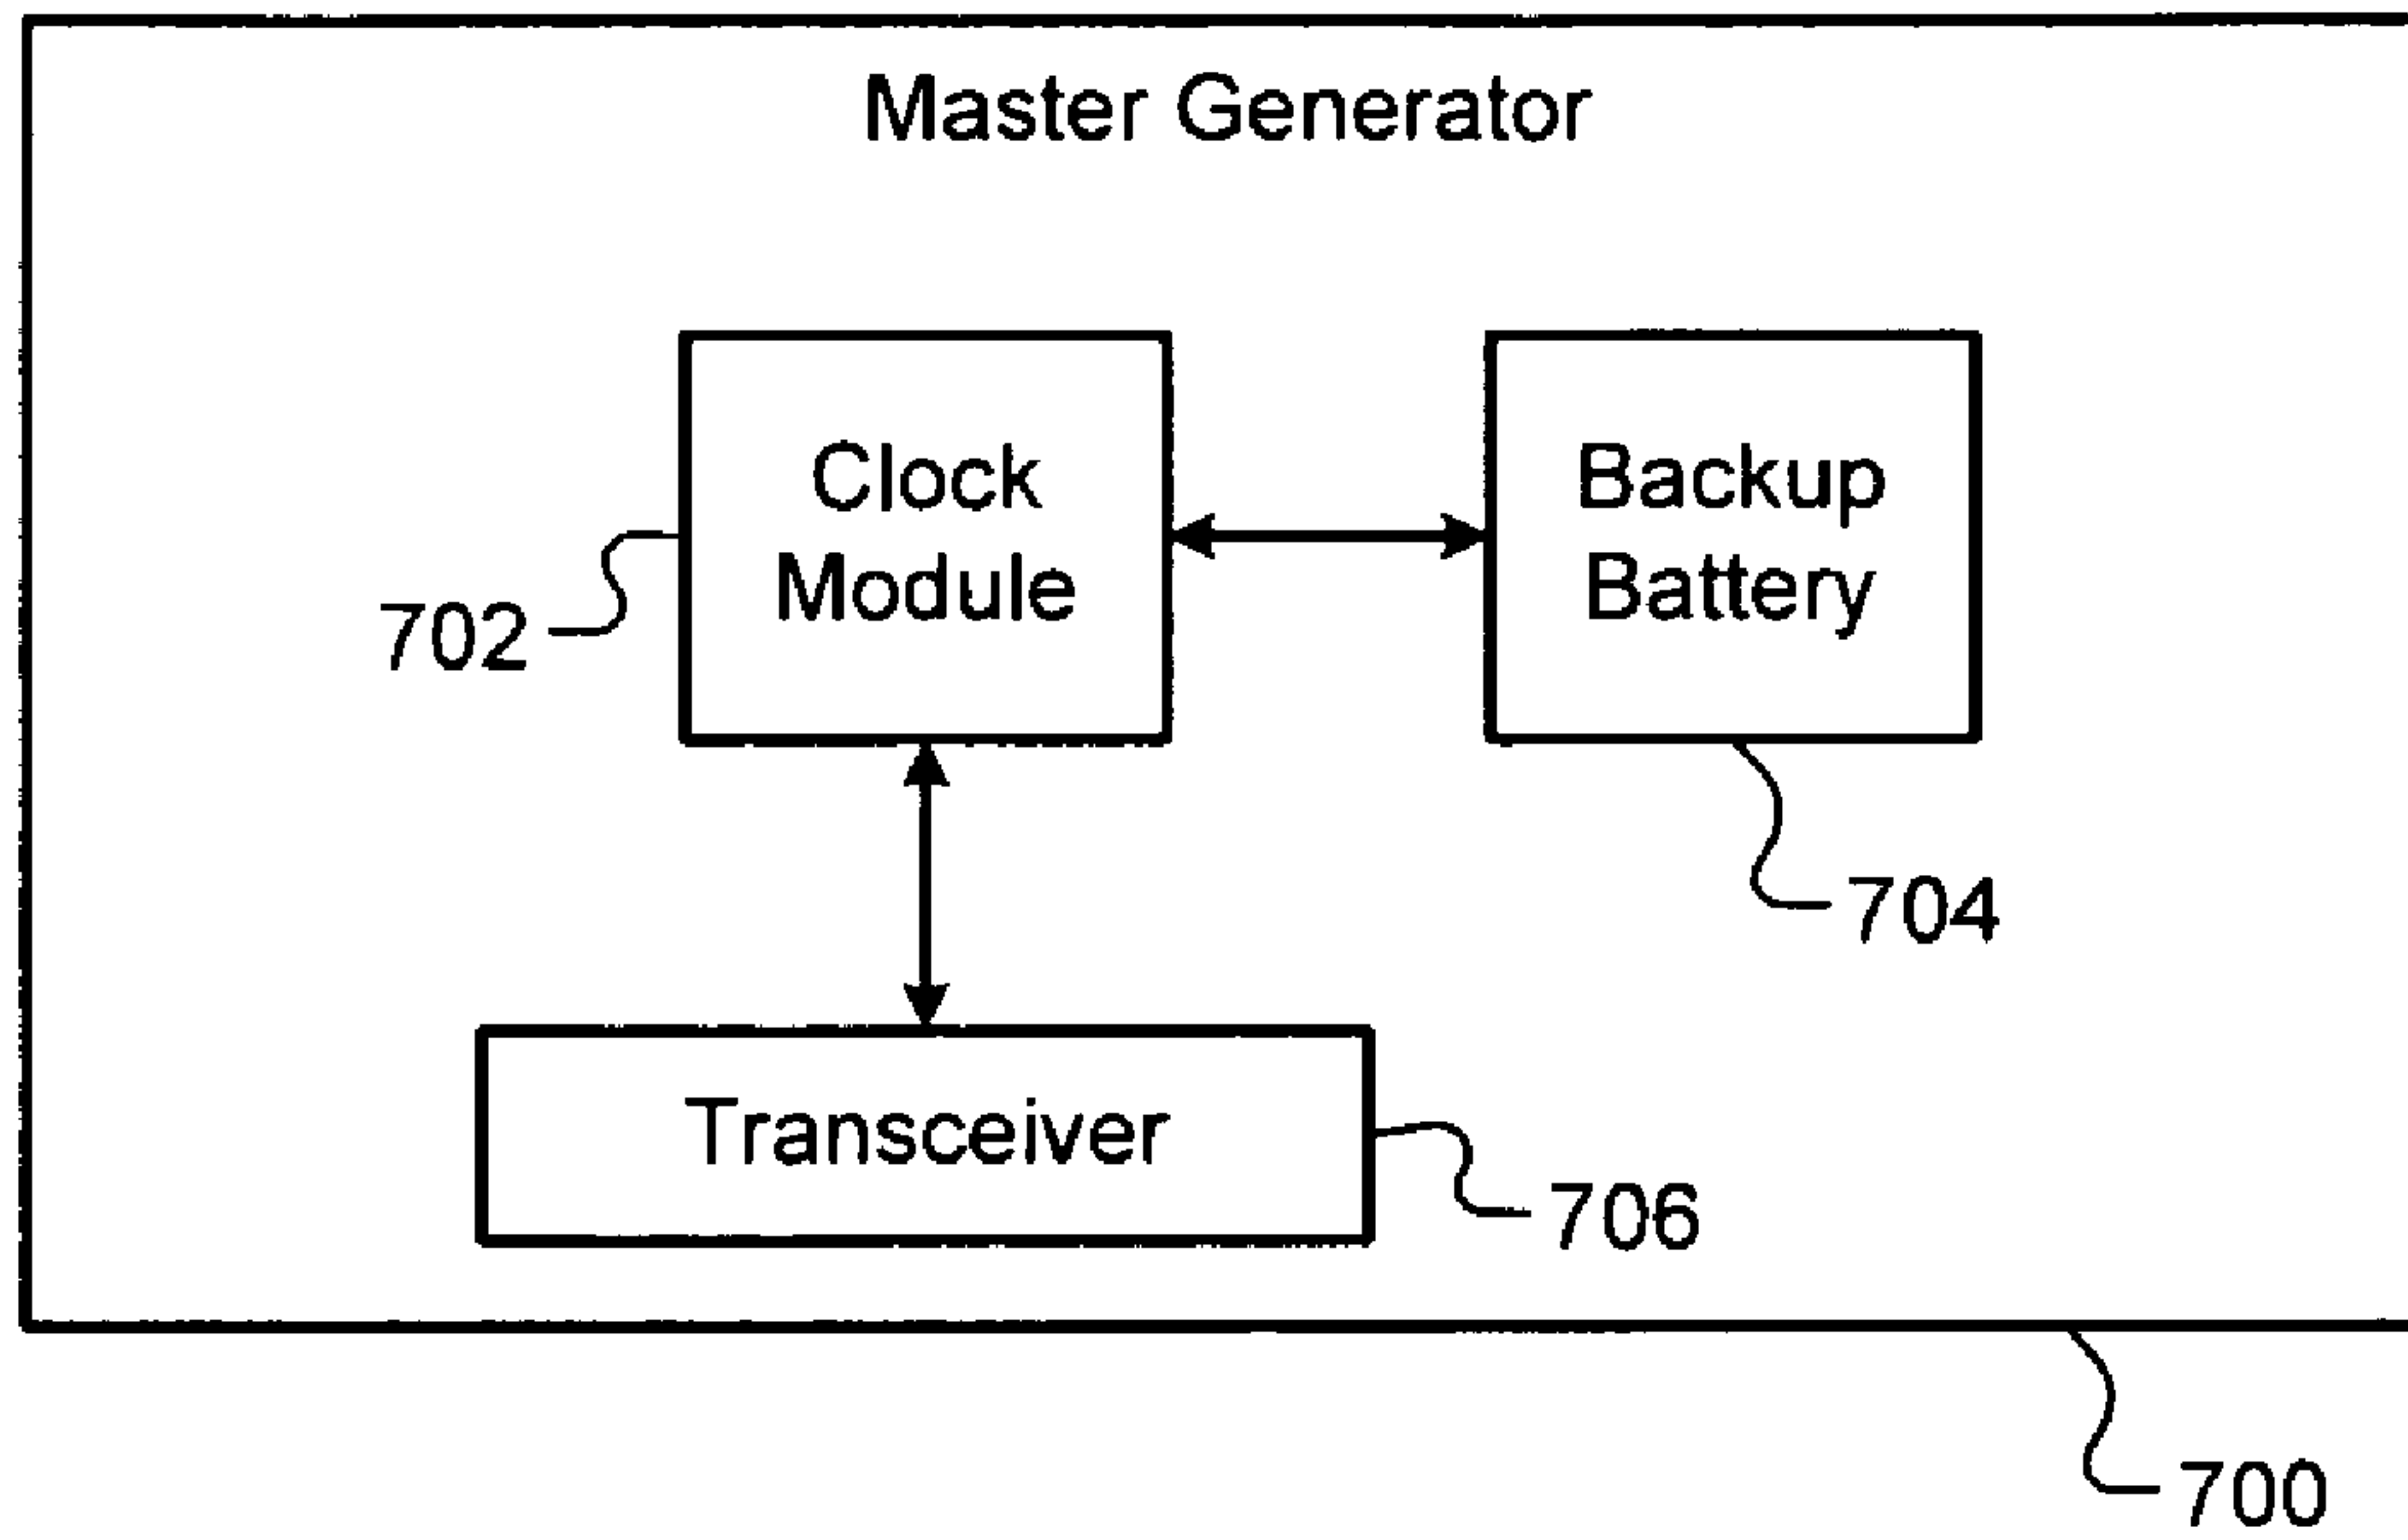 Master Generator
Clock
Module
Backup
Battery
702
704
Transceiver
706
700